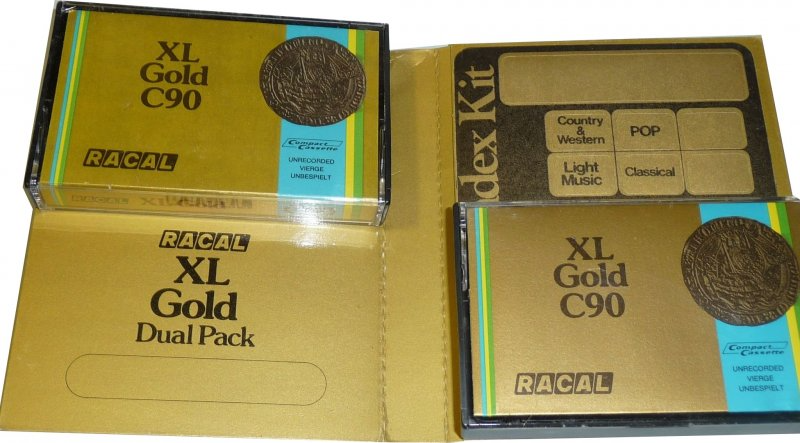 XL
Gold
C90
RACAL
Compact
Cassette
UNRECORDED
VIERGE
UNBESPIELT
RACAL
RACAL
XL
Gold
Dual Pack
dex Kit
Country
&
Western
POP
Light
Music
Classical
XL
Gold
C90
RACAL
Compact
Cassette
UNRECORDED
VIERGE
UNBESPIELT